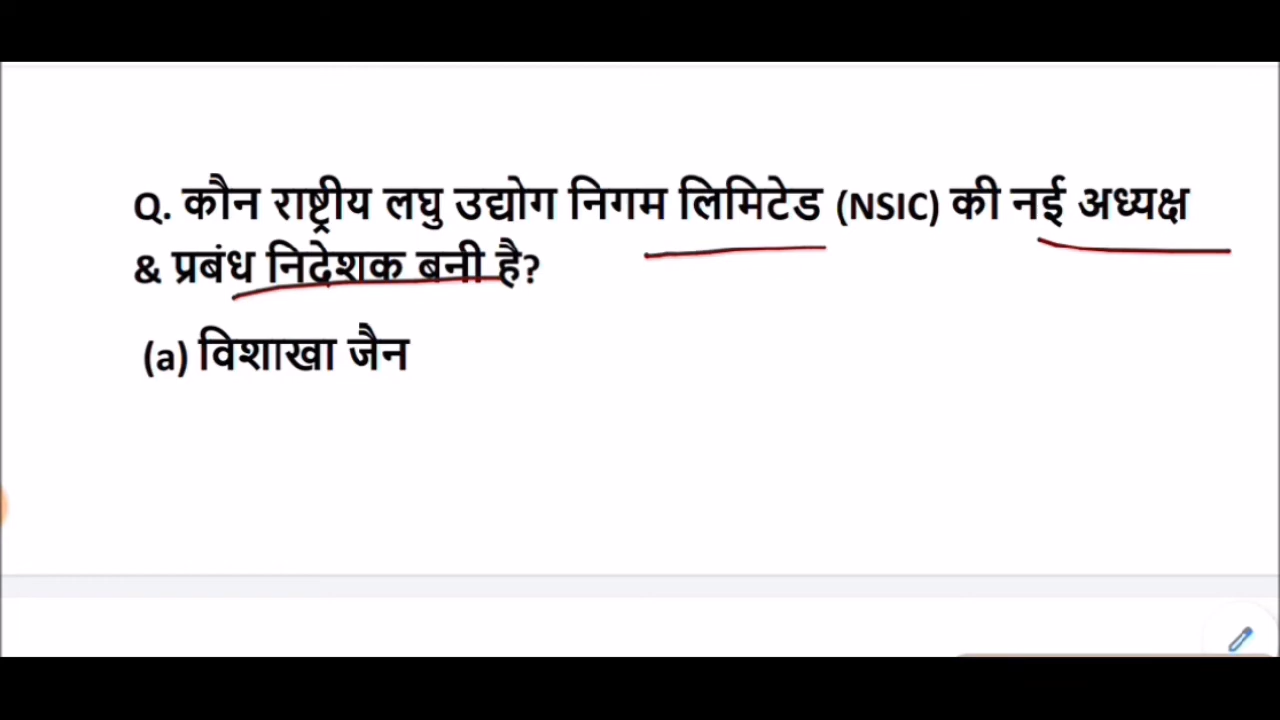 Q. कौन राष्ट्रीय लघु उद्योग निगम लिमिटेड (NSIC) की नई अध्यक्ष
& प्रबंध निदेशक बनी है?
(a) विशाखा जैन